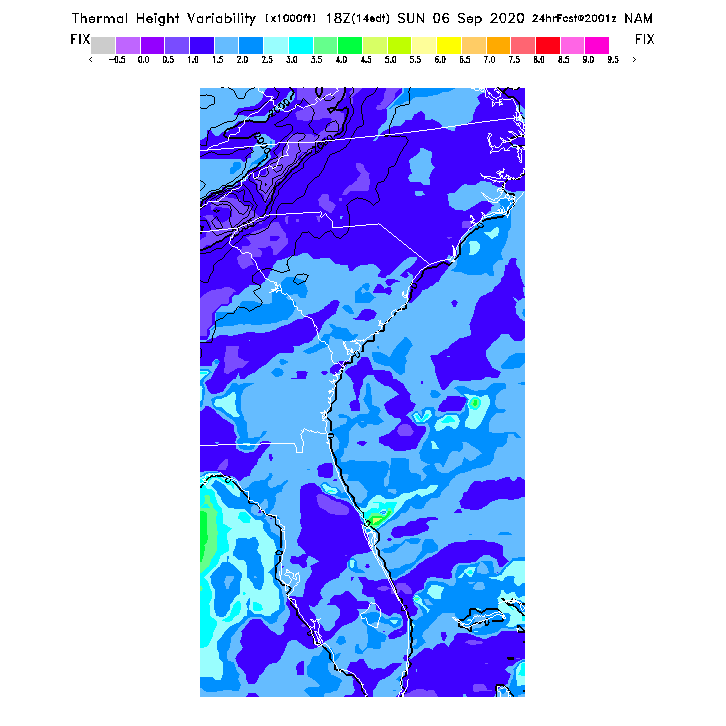 Thermal Height Variability [x1000ft] 18Z(14edt) SUN 06 Sep 2020 24hrFcst@2001z NAM
FIX FIX
< -0.5 0.0 0.5 1.0 1.5 2.0 2.5 3.0 3.5 4.0 4.5 5.0 5.5 6.0 6.5 7.0 7.5 8.0 8.5 9.0 9.5 >